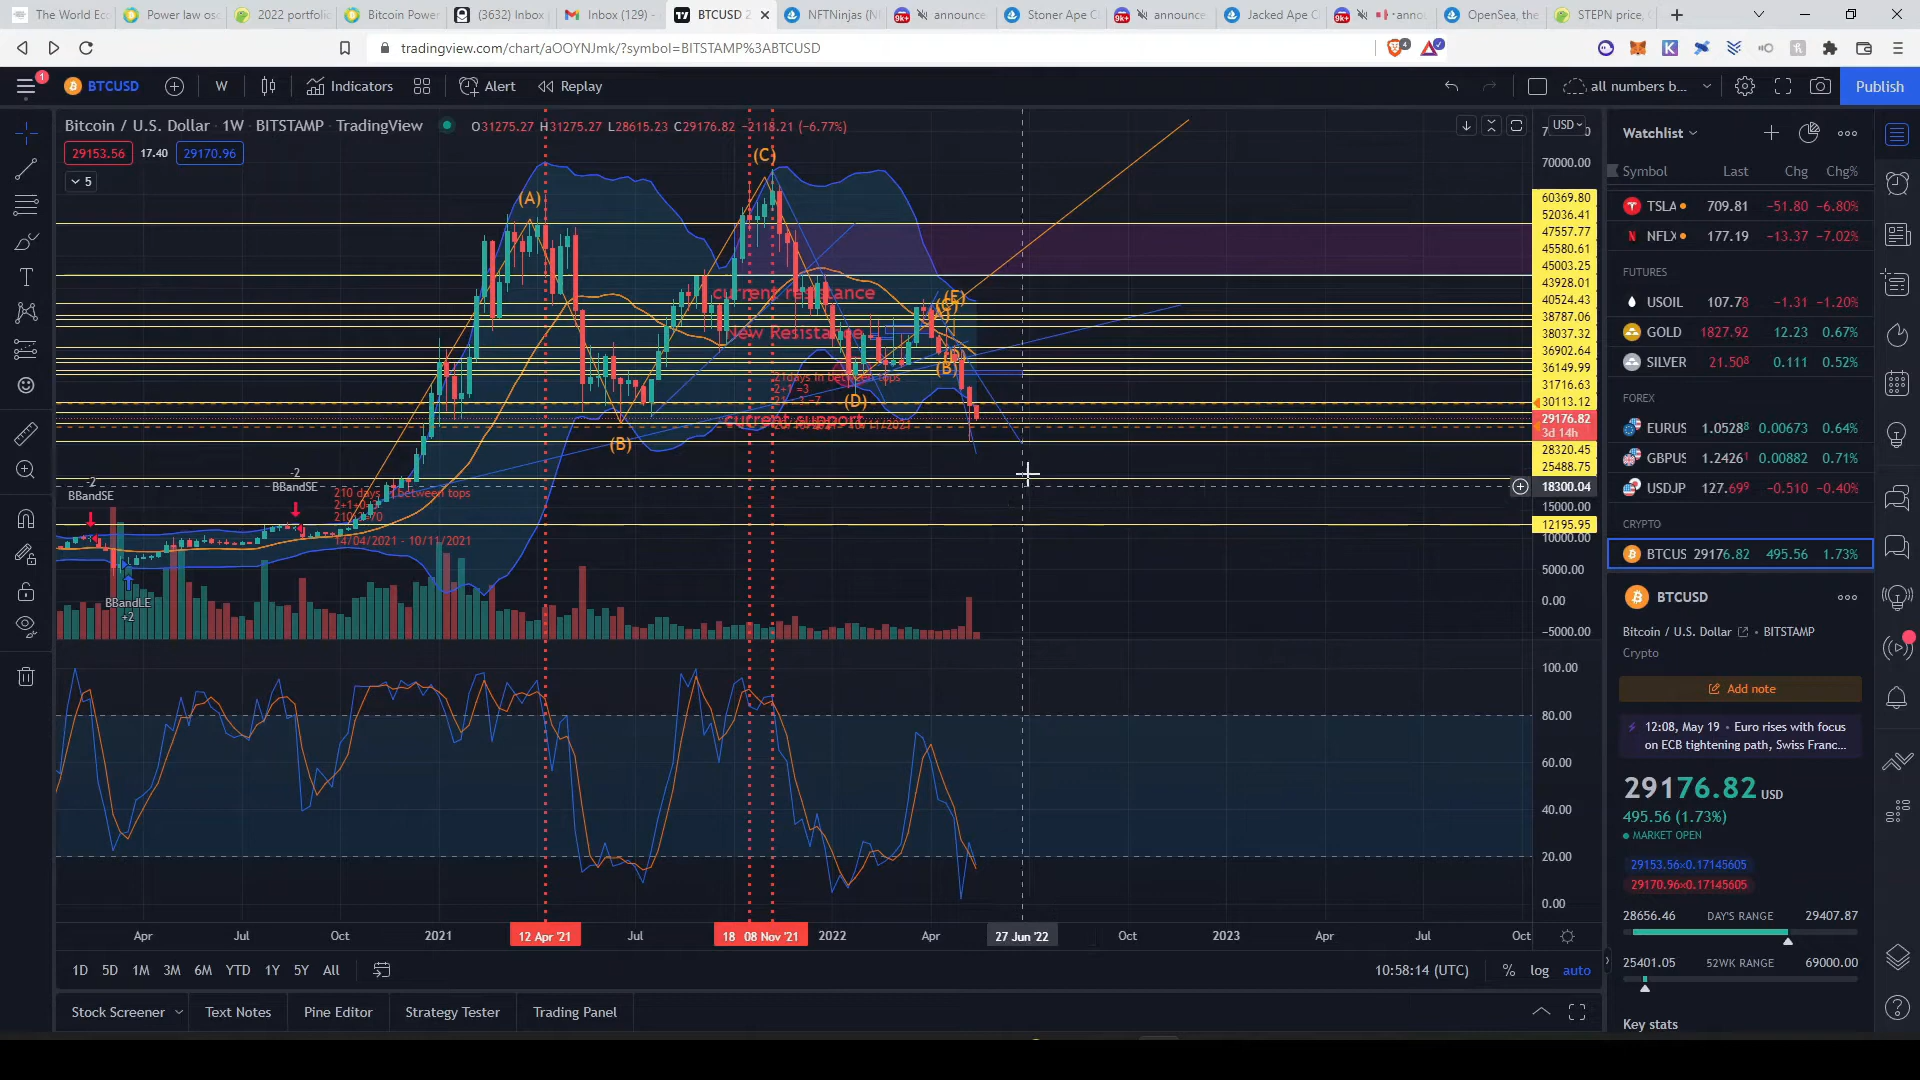 The World Ec
Power law osc
2022 portfoli
Bitcoin Power
(3632) Inbox
Inbox (129) -
BTCUSD 2
NFTNinjas (N
announce
Stoner Ape C
announce
Jacked Ape C
annou
OpenSea, the
STEPN price,
tradingview.com/chart/aOOYNJmk/?symbol=BITSTAMP%3ABTCUSD
BTCUSD
W
Indicators
Alert
Replay
all numbers b...
Publish
Bitcoin / U.S. Dollar · 1W · BITSTAMP · TradingView
O31275.27 H31275.27 L28615.23 C29176.82 −2118.21 (−6.77%)
29153.56 17.40 29170.96
5
USD
70000.00
60369.80
52036.41
47557.77
45580.61
45003.25
43928.01
40524.43
38787.06
38037.32
36902.64
36149.99
31716.63
30113.12
29176.82
3d 14h
28320.45
25488.75
18300.04
15000.00
12195.95
10000.00
5000.00
0.00
−5000.00
100.00
80.00
60.00
40.00
20.00
0.00
(A)
(C)
(B)
(D)
(E)
(B)
current resistance
New Resistance
21days in between tops
2+1 =3
current support
-2
BBandSE
-2
BBandSE
210 days in between tops
14/04/2021 - 10/11/2021
BBandLE
+2
Apr
Jul
Oct
2021
12 Apr '21
Jul
18
08 Nov '21
2022
Apr
27 Jun '22
Oct
2023
Apr
Jul
Oct
1D 5D 1M 3M 6M YTD 1Y 5Y All
10:58:14 (UTC)
% log auto
Stock Screener
Text Notes
Pine Editor
Strategy Tester
Trading Panel
Watchlist
Symbol Last Chg Chg%
TSLA 709.81 −51.80 −6.80%
NFLX 177.19 −13.37 −7.02%
FUTURES
USOIL 107.78 −1.31 −1.20%
GOLD 1827.92 12.23 0.67%
SILVER 21.508 0.111 0.52%
FOREX
EURUS 1.05288 0.00673 0.64%
GBPUS 1.24261 0.00882 0.71%
USDJP 127.699 −0.510 −0.40%
CRYPTO
BTCUS 29176.82 495.56 1.73%
BTCUSD
Bitcoin / U.S. Dollar • BITSTAMP
Crypto
Add note
12:08, May 19 • Euro rises with focus
on ECB tightening path, Swiss Franc...
29176.82 USD
495.56 (1.73%)
MARKET OPEN
29153.56×0.17145605
29170.96×0.17145605
28656.46 DAY'S RANGE 29407.87
25401.05 52WK RANGE 69000.00
Key stats